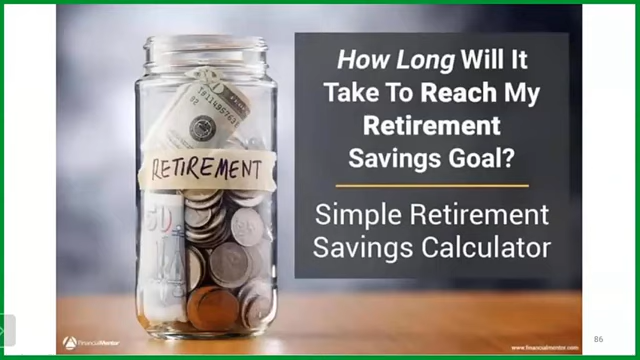 How Long Will It
Take To Reach My
Retirement
Savings Goal?
Simple Retirement
Savings Calculator
RETIREMENT
50
FinancialMentor
www.financialmentor.com
86